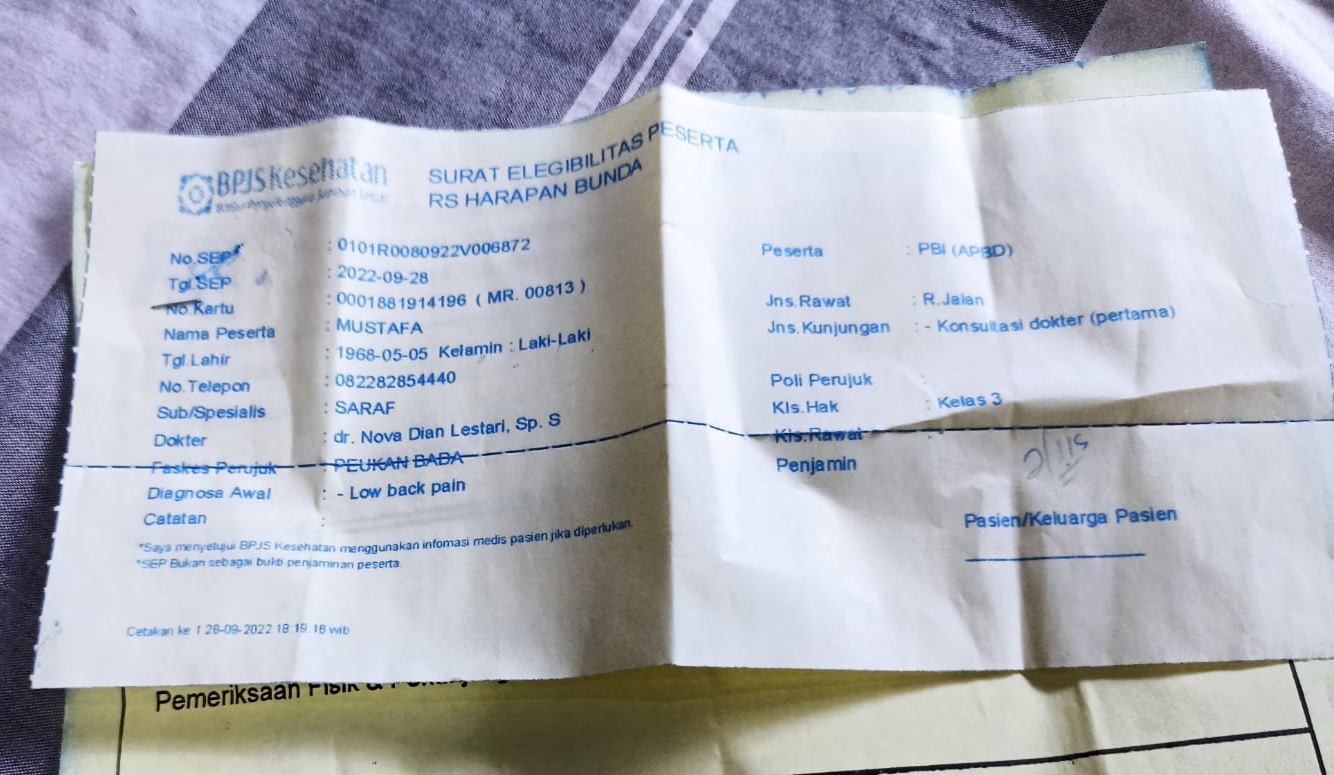 BPJS Kesehatan
SURAT ELEGIBILITAS PESERTA
RS HARAPAN BUNDA
No.SEP : 0101R0080922V006872
Tgl.SEP : 2022-09-28
No.Kartu : 0001881914196 ( MR. 00813 )
Nama Peserta : MUSTAFA
Tgl.Lahir : 1968-05-05 Kelamin : Laki-Laki
No.Telepon : 082282854440
Sub/Spesialis : SARAF
Dokter : dr. Nova Dian Lestari, Sp. S
Faskes Perujuk : PEUKAN BADA
Diagnosa Awal : - Low back pain
Catatan :
*Saya menyetujui BPJS Kesehatan menggunakan infomasi medis pasien jika diperlukan.
*SEP Bukan sebagai bukti penjaminan peserta.
Cetakan ke 1 28-09-2022 18:19:16 wib
Peserta : PBI (APBD)
Jns.Rawat : R.Jalan
Jns.Kunjungan : - Konsultasi dokter (pertama)
Poli Perujuk :
Kls.Hak : Kelas 3
Kls.Rawat :
Penjamin
Pasien/Keluarga Pasien
Pemeriksaan Fisik &